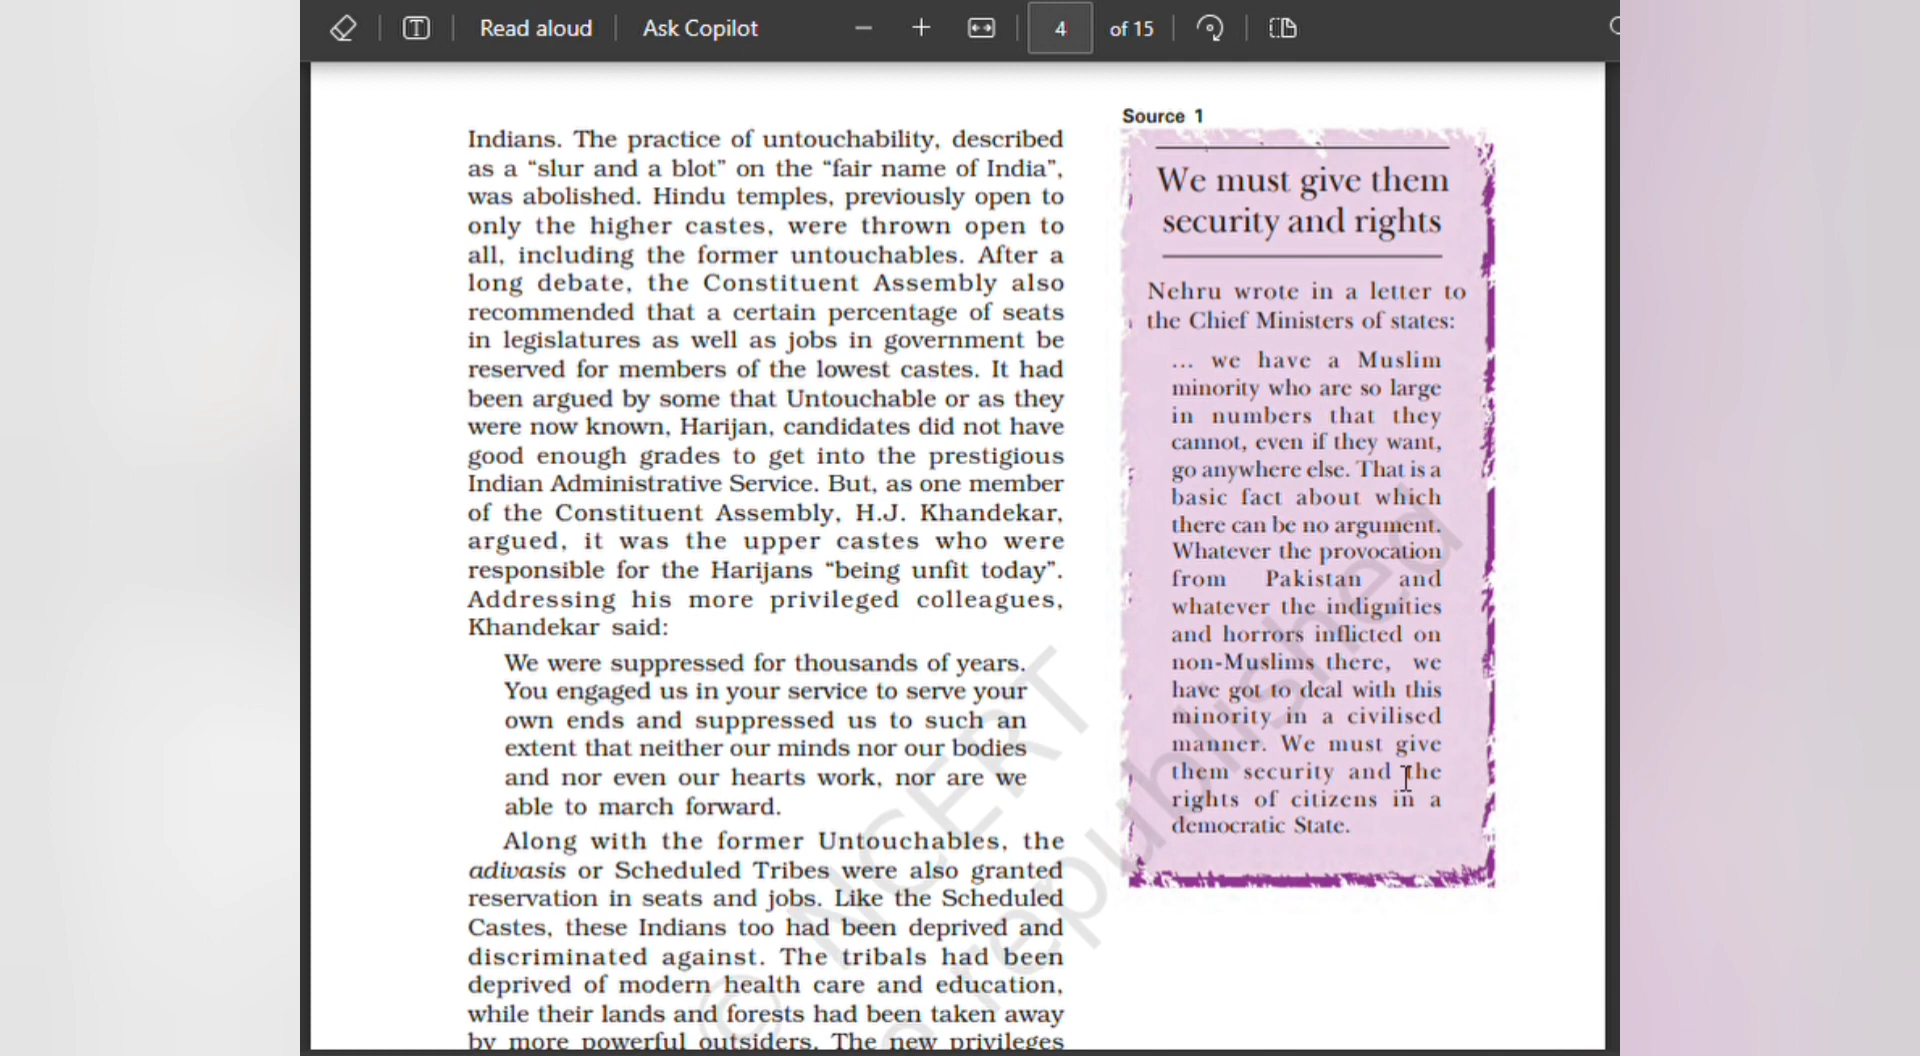 Read aloud
Ask Copilot
4
of 15
Indians. The practice of untouchability, described
as a “slur and a blot” on the “fair name of India”,
was abolished. Hindu temples, previously open to
only the higher castes, were thrown open to
all, including the former untouchables. After a
long debate, the Constituent Assembly also
recommended that a certain percentage of seats
in legislatures as well as jobs in government be
reserved for members of the lowest castes. It had
been argued by some that Untouchable or as they
were now known, Harijan, candidates did not have
good enough grades to get into the prestigious
Indian Administrative Service. But, as one member
of the Constituent Assembly, H.J. Khandekar,
argued, it was the upper castes who were
responsible for the Harijans “being unfit today”.
Addressing his more privileged colleagues,
Khandekar said:
We were suppressed for thousands of years.
You engaged us in your service to serve your
own ends and suppressed us to such an
extent that neither our minds nor our bodies
and nor even our hearts work, nor are we
able to march forward.
Along with the former Untouchables, the
adivasis or Scheduled Tribes were also granted
reservation in seats and jobs. Like the Scheduled
Castes, these Indians too had been deprived and
discriminated against. The tribals had been
deprived of modern health care and education,
while their lands and forests had been taken away
by more powerful outsiders. The new privileges
Source 1
We must give them
security and rights
Nehru wrote in a letter to
the Chief Ministers of states:
... we have a Muslim
minority who are so large
in numbers that they
cannot, even if they want,
go anywhere else. That is a
basic fact about which
there can be no argument.
Whatever the provocation
from Pakistan and
whatever the indignities
and horrors inflicted on
non-Muslims there, we
have got to deal with this
minority in a civilised
manner. We must give
them security and the
rights of citizens in a
democratic State.
© NCERT
republished